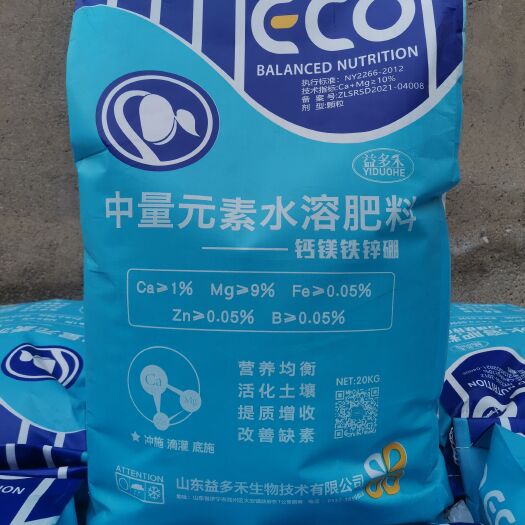 ECO
BALANCED NUTRITION
执行标准：NY2266-2012
技术指标:Ca+Mg≥10%
备 案 号:ZLSRSD2021-04008
剂 型:颗粒
益多禾
YIDUOHE
中量元素水溶肥料
钙镁铁锌硼
Ca≥1% Mg≥9% Fe≥0.05%
Zn≥0.05% B≥0.05%
Ca
Mg
营养均衡
活化土壤
提质增收
改善缺素
NET:20KG
★ 冲施 滴灌 底施
ATTENTION
山东益多禾生物技术有限公司